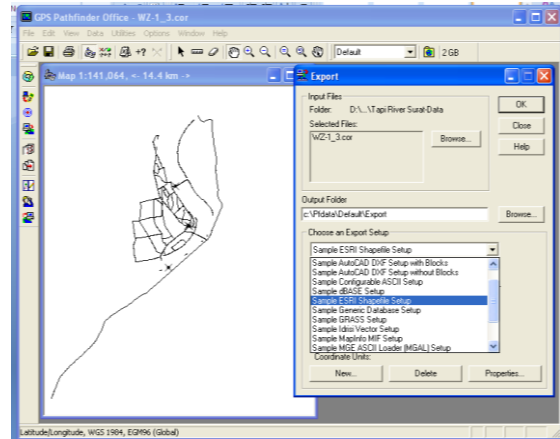 GPS Pathfinder Office - WZ-1_3.cor
File Edit View Data Utilities Options Window Help
Default
2 GB
Map 1:141,064, <- 14.4 km ->
Export
Input Files
Folder: D:\...\Tapi River Surat-Data
OK
Selected Files:
Close
WZ-1_3.cor
Browse...
Help
Output Folder
c:\Pfdata\Default\Export
Browse...
Choose an Export Setup
Sample ESRI Shapefile Setup
Sample AutoCAD DXF Setup with Blocks
Sample AutoCAD DXF Setup without Blocks
Sample Configurable ASCII Setup
Sample dBASE Setup
Sample ESRI Shapefile Setup
Sample Generic Database Setup
Sample GRASS Setup
Sample Idrisi Vector Setup
Sample MapInfo MIF Setup
Sample MGE ASCII Loader (MGAL) Setup
Coordinate Units:
New... Delete Properties...
Latitude/Longitude, WGS 1984, EGM96 (Global)